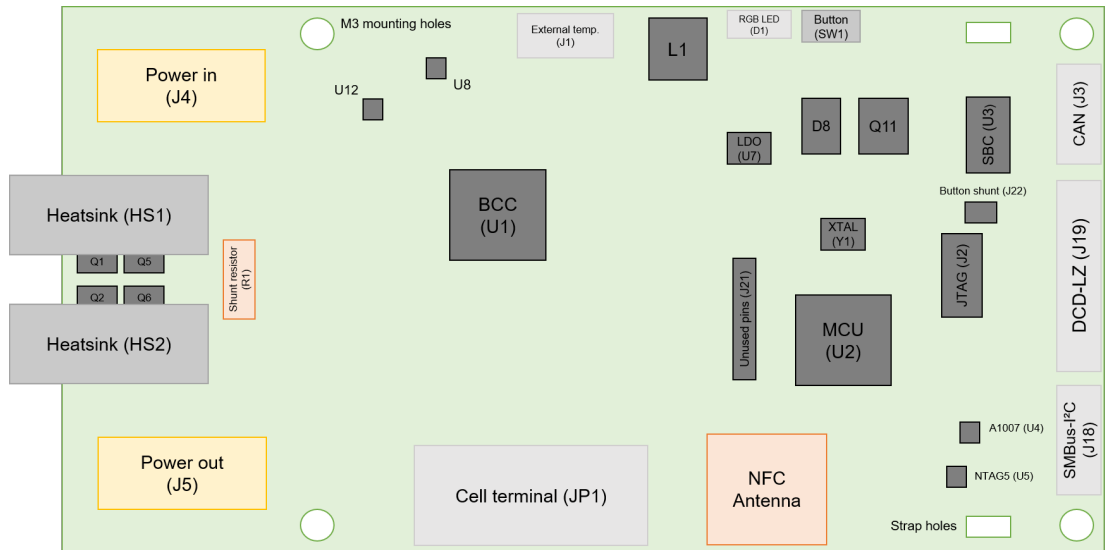 M3 mounting holes
External temp.
(J1)
RGB LED
(D1)
Button
(SW1)
L1
Power in
(J4)
U8
U12
CAN (J3)
D8
Q11
SBC (U3)
LDO
(U7)
Heatsink (HS1)
BCC
(U1)
Button shunt (J22)
XTAL
(Y1)
DCD-LZ (J19)
Q1
Q5
Shunt resistor
(R1)
JTAG (J2)
Q2
Q6
Unused pins (J21)
MCU
(U2)
Heatsink (HS2)
SMBus-I²C
(J18)
A1007 (U4)
Power out
(J5)
Cell terminal (JP1)
NFC
Antenna
NTAG5 (U5)
Strap holes